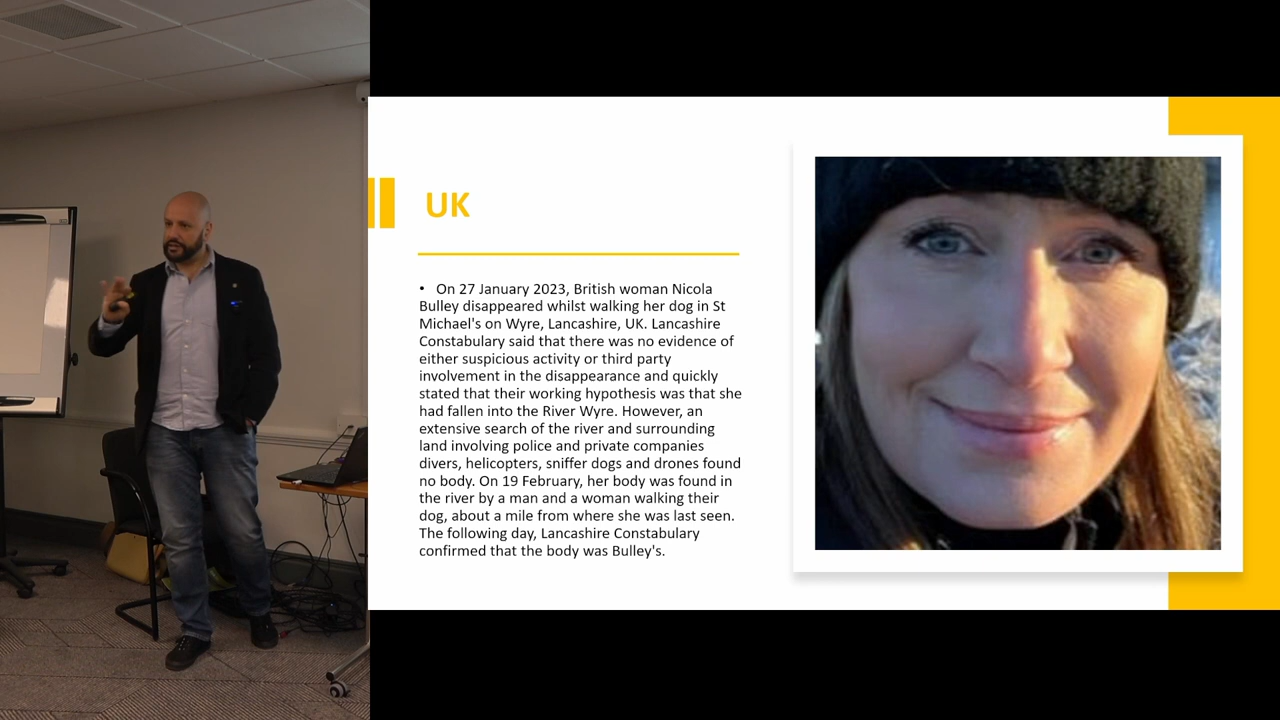 UK
• On 27 January 2023, British woman Nicola
Bulley disappeared whilst walking her dog in St
Michael's on Wyre, Lancashire, UK. Lancashire
Constabulary said that there was no evidence of
either suspicious activity or third party
involvement in the disappearance and quickly
stated that their working hypothesis was that she
had fallen into the River Wyre. However, an
extensive search of the river and surrounding
land involving police and private companies
divers, helicopters, sniffer dogs and drones found
no body. On 19 February, her body was found in
the river by a man and a woman walking their
dog, about a mile from where she was last seen.
The following day, Lancashire Constabulary
confirmed that the body was Bulley's.